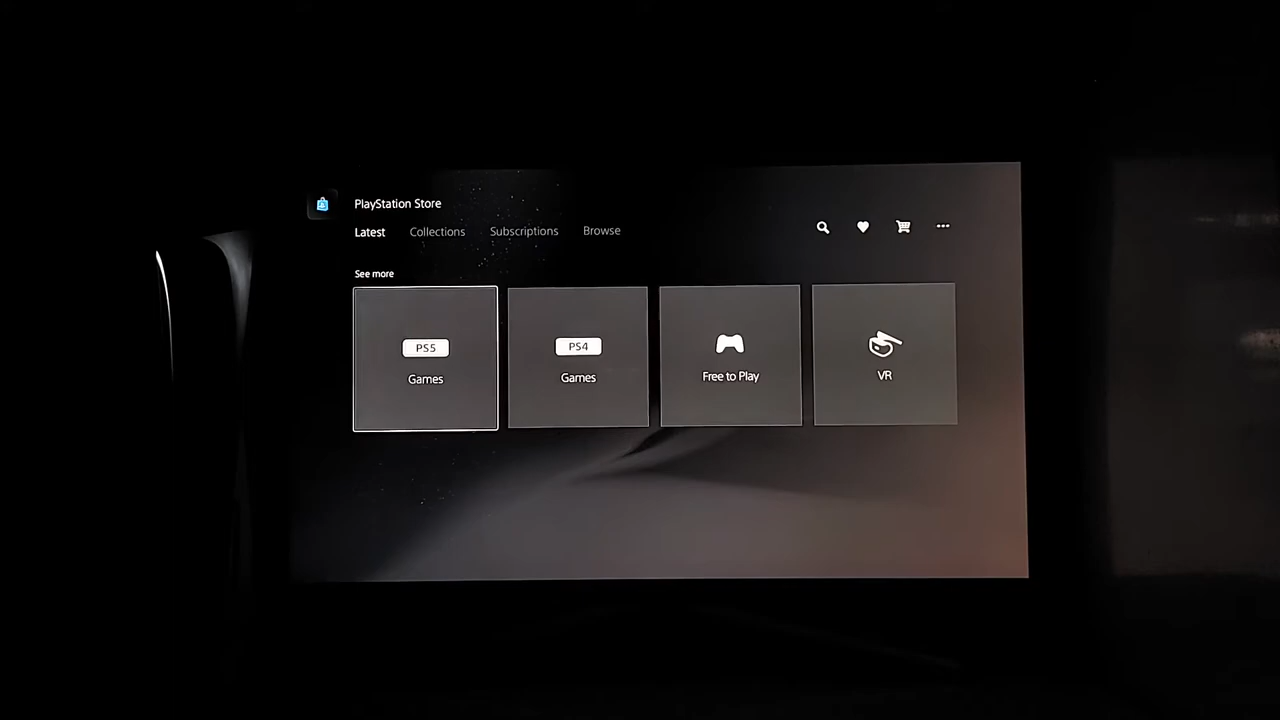 PlayStation Store
Latest Collections Subscriptions Browse
See more
PS5 PS4
Games Games Free to Play VR